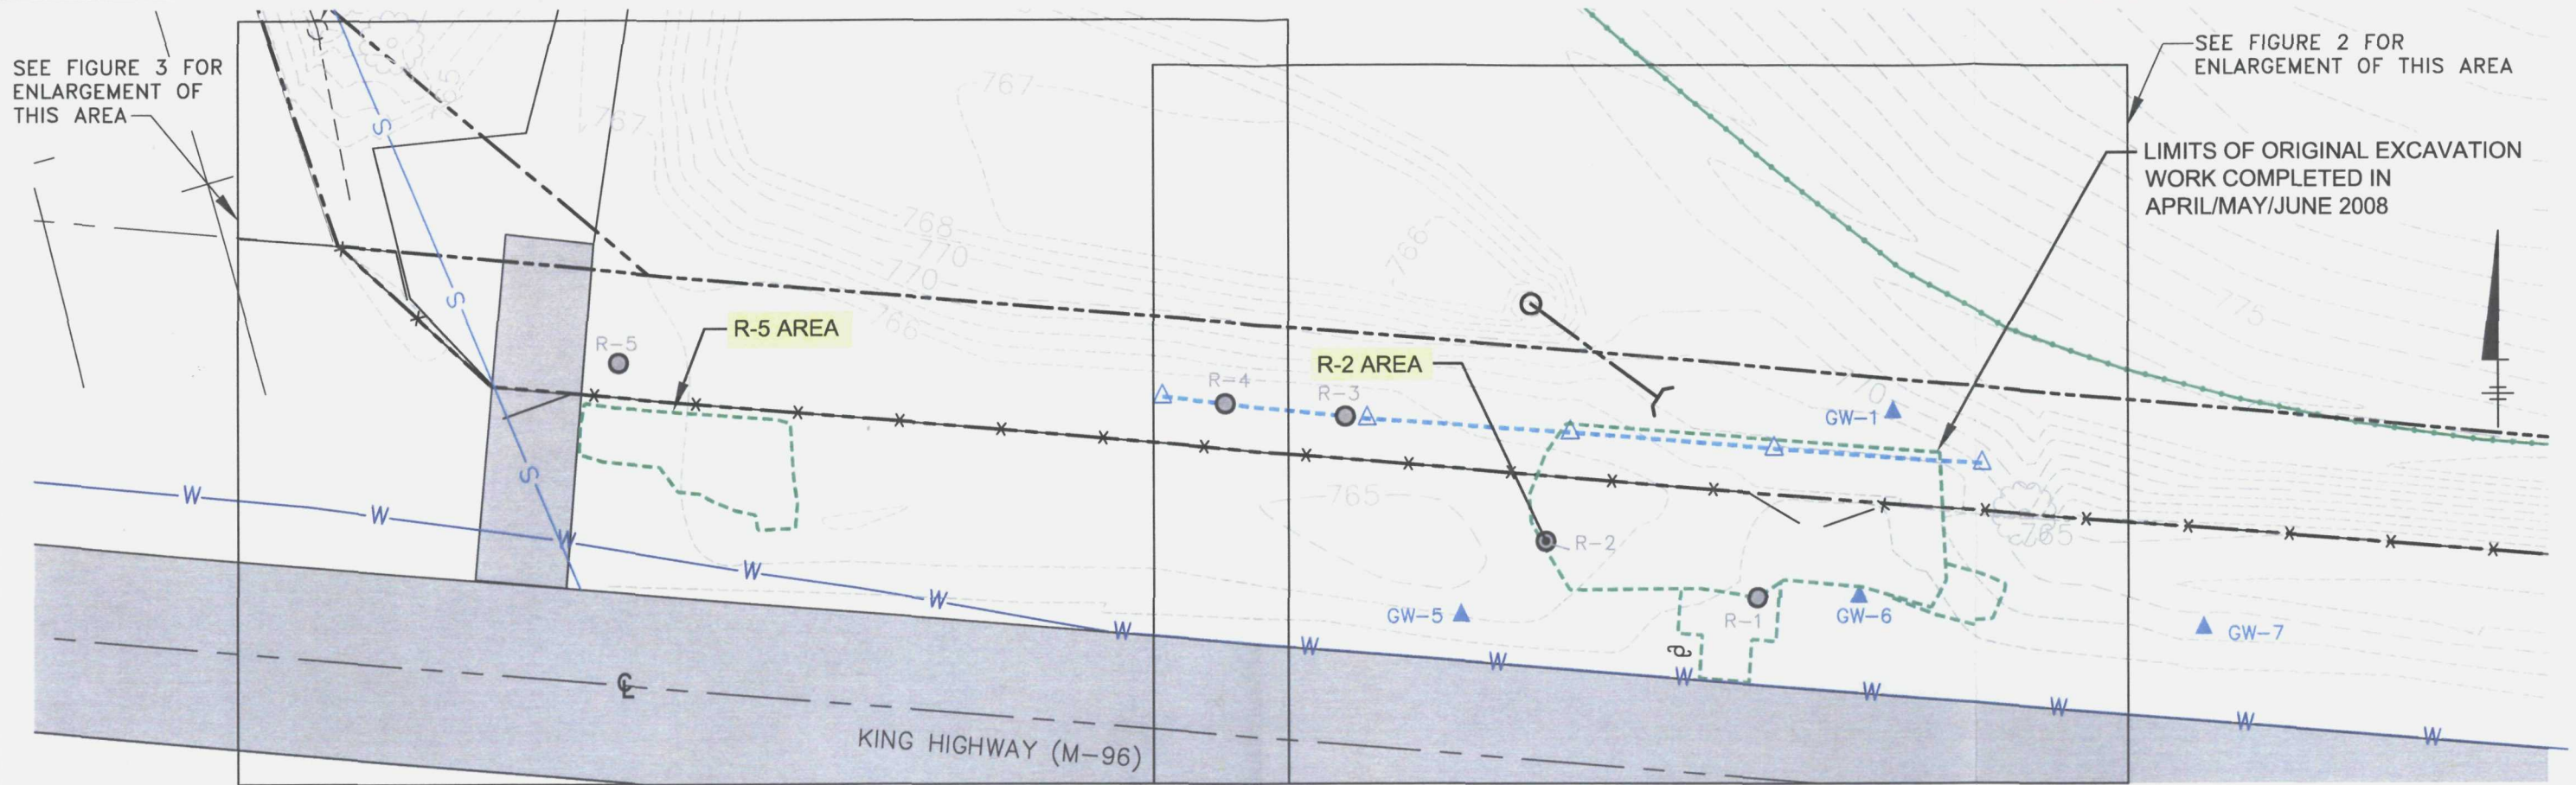 SEE FIGURE 3 FOR
ENLARGEMENT OF
THIS AREA
SEE FIGURE 2 FOR
ENLARGEMENT OF THIS AREA
LIMITS OF ORIGINAL EXCAVATION
WORK COMPLETED IN
APRIL/MAY/JUNE 2008
765
767
767
768
770
770
766
766
75
770
S
S
S
R-5
R-5 AREA
R-2 AREA
R-4
R-3
GW-1
765
765
R-2
R-1
GW-5
GW-6
GW-7
W
W
W
W
W
W
W
W
W
W
W
W
W
℄
KING HIGHWAY (M-96)